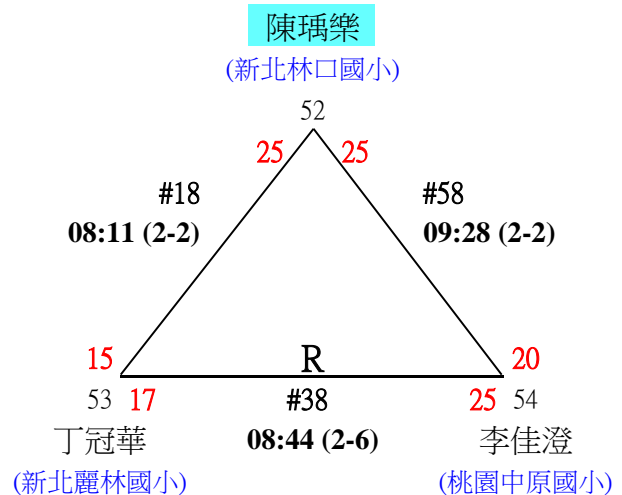 陳瑀樂
(新北林口國小)
52
25 25
#18 #58
08:11 (2-2) 09:28 (2-2)
15 R 20
53 17 #38 25 54
丁冠華 08:44 (2-6) 李佳澄
(新北麗林國小) (桃園中原國小)